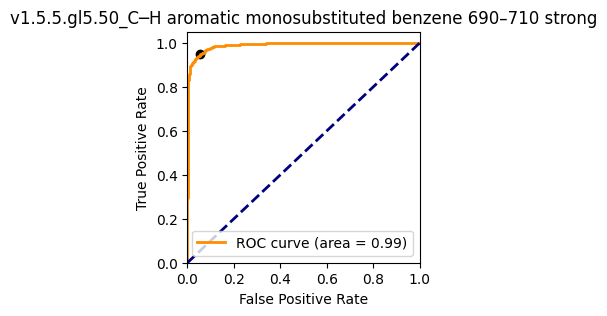 v1.5.5.gl5.50_C─H aromatic monosubstituted benzene 690–710 strong
1.0
0.8
0.6
0.4
0.2
0.0
True Positive Rate
ROC curve (area = 0.99)
0.0 0.2 0.4 0.6 0.8 1.0
False Positive Rate